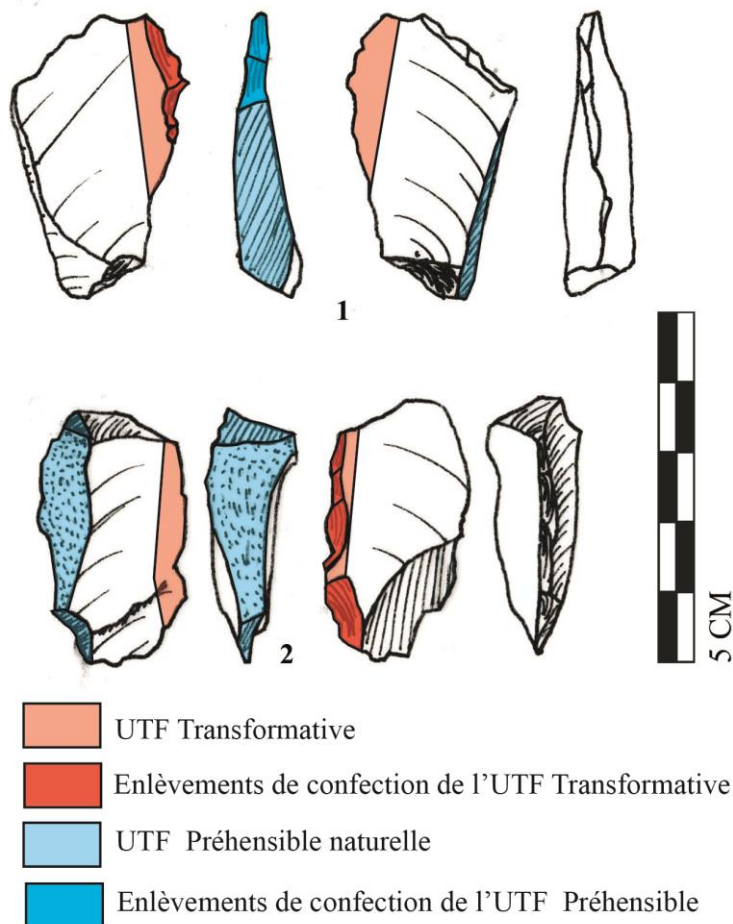 1
2
5 CM
UTF Transformative
Enlèvements de confection de l'UTF Transformative
UTF Préhensible naturelle
Enlèvements de confection de l'UTF Préhensible